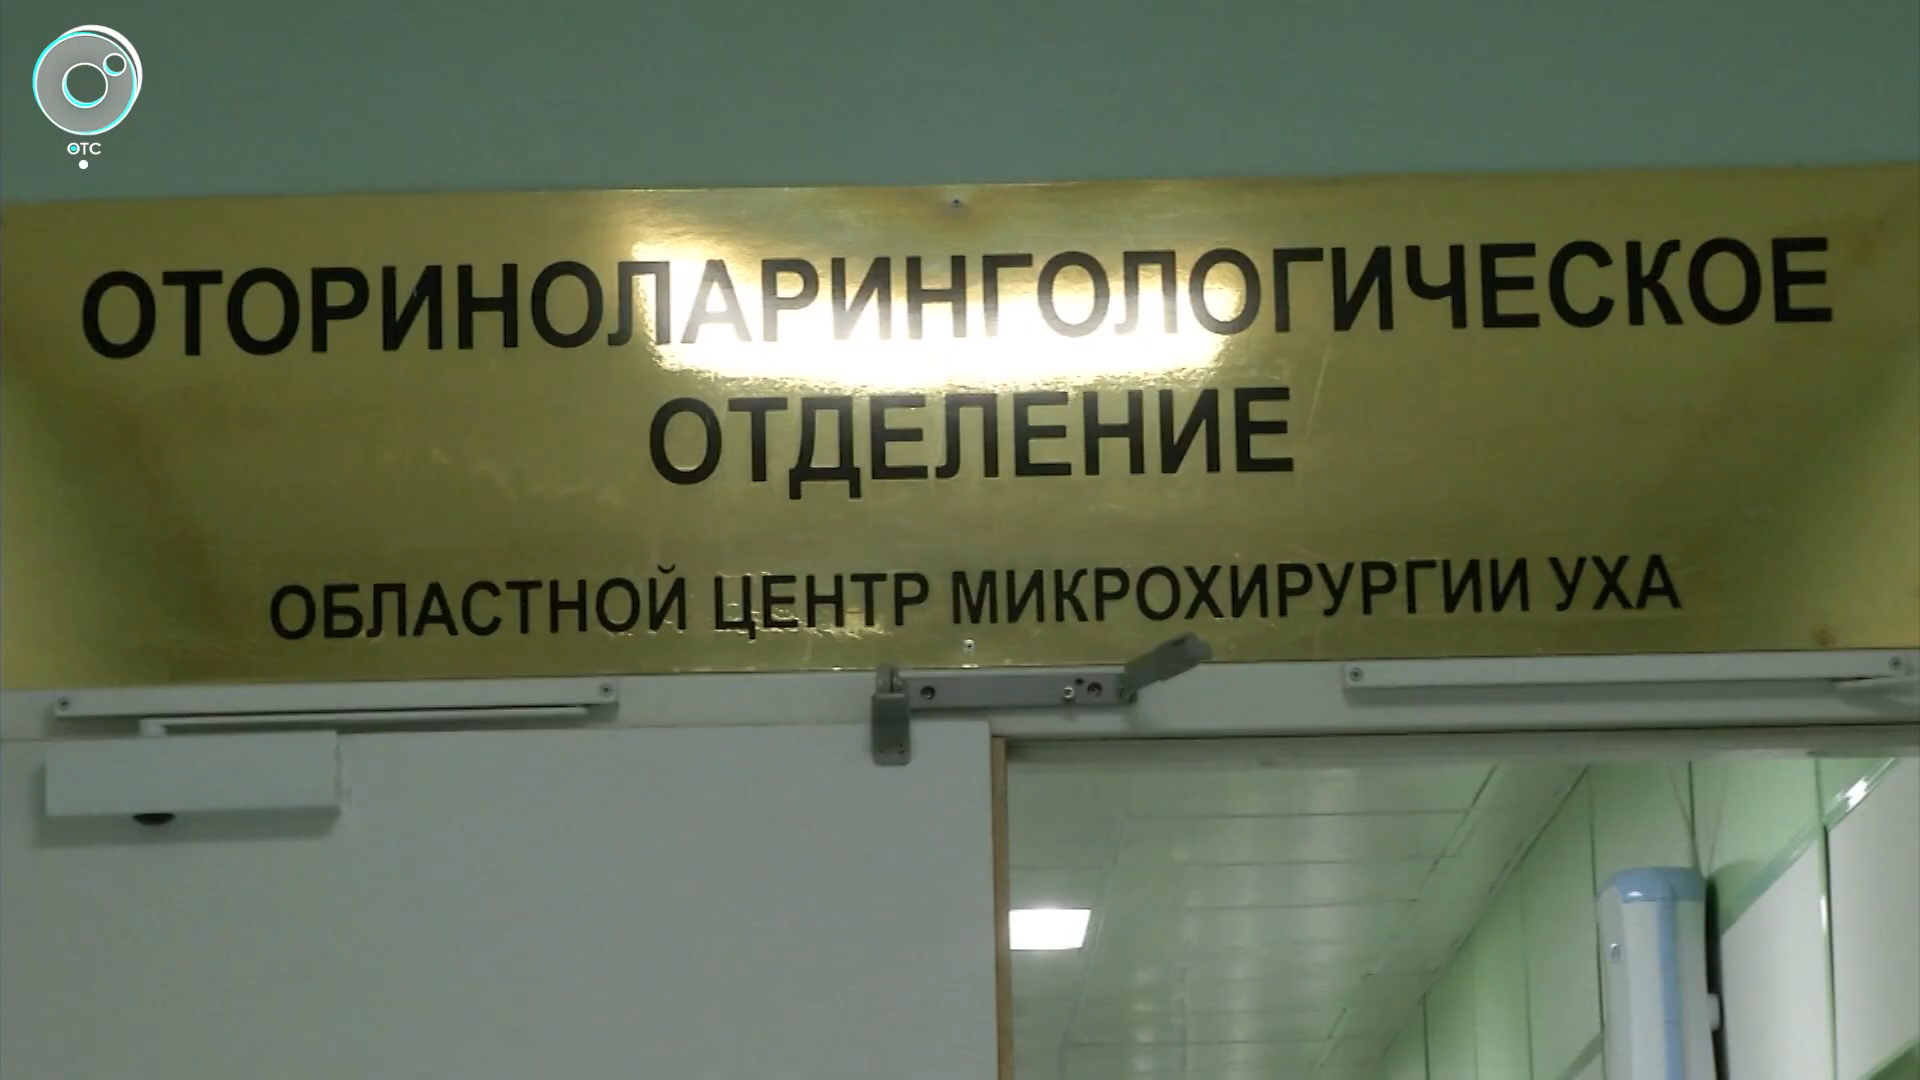 ОТС
ОТОРИНОЛАРИНГОЛОГИЧЕСКОЕ
ОТДЕЛЕНИЕ
ОБЛАСТНОЙ ЦЕНТР МИКРОХИРУРГИИ УХА